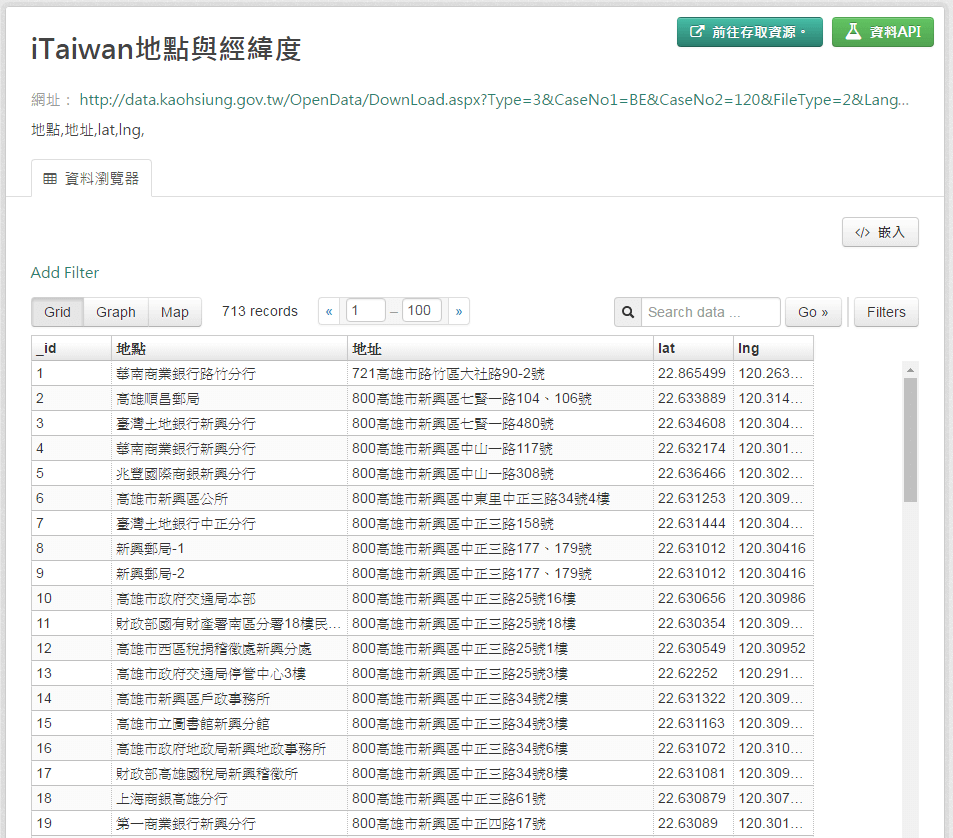 iTaiwan地點與經緯度
前往存取資源。
資料API
網址： http://data.kaohsiung.gov.tw/OpenData/DownLoad.aspx?Type=3&CaseNo1=BE&CaseNo2=120&FileType=2&Lang...
地點,地址,lat,lng,
資料瀏覽器
</> 嵌入
Add Filter
Grid Graph Map 713 records « 1 – 100 » Search data ... Go » Filters
_id 地點 地址 lat lng
1 華南商業銀行路竹分行 721高雄市路竹區大社路90-2號 22.865499 120.263...
2 高雄順昌郵局 800高雄市新興區七賢一路104、106號 22.633889 120.314...
3 臺灣土地銀行新興分行 800高雄市新興區七賢一路480號 22.634608 120.304...
4 華南商業銀行新興分行 800高雄市新興區中山一路117號 22.632174 120.301...
5 兆豐國際商銀新興分行 800高雄市新興區中山一路308號 22.636466 120.302...
6 高雄市新興區公所 800高雄市新興區中東里中正三路34號4樓 22.631253 120.309...
7 臺灣土地銀行中正分行 800高雄市新興區中正三路158號 22.631444 120.304...
8 新興郵局-1 800高雄市新興區中正三路177、179號 22.631012 120.30416
9 新興郵局-2 800高雄市新興區中正三路177、179號 22.631012 120.30416
10 高雄市政府交通局本部 800高雄市新興區中正三路25號16樓 22.630656 120.30986
11 財政部國有財產署南區分署18樓民... 800高雄市新興區中正三路25號18樓 22.630354 120.309...
12 高雄市西區稅捐稽徵處新興分處 800高雄市新興區中正三路25號1樓 22.630549 120.30952
13 高雄市政府交通局停管中心3樓 800高雄市新興區中正三路25號3樓 22.62252 120.291...
14 高雄市新興區戶政事務所 800高雄市新興區中正三路34號2樓 22.631322 120.309...
15 高雄市立圖書館新興分館 800高雄市新興區中正三路34號3樓 22.631163 120.309...
16 高雄市政府地政局新興地政事務所 800高雄市新興區中正三路34號6樓 22.631072 120.310...
17 財政部高雄國稅局新興稽徵所 800高雄市新興區中正三路34號8樓 22.631081 120.309...
18 上海商銀高雄分行 800高雄市新興區中正三路61號 22.630879 120.307...
19 第一商業銀行新興分行 800高雄市新興區中正四路17號 22.63089 120.301...